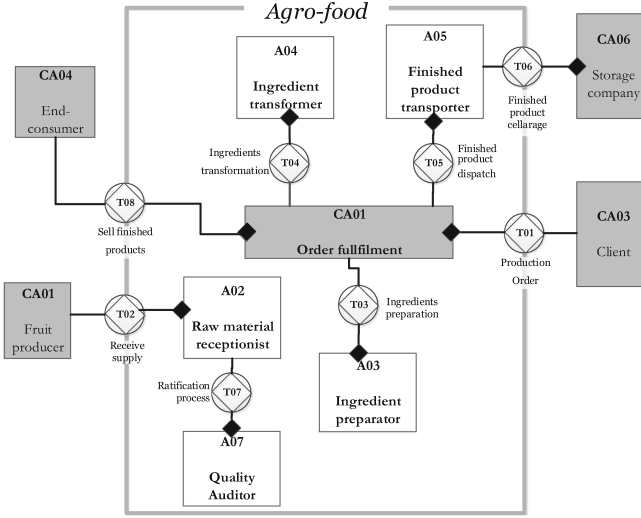 Agro-food
CA04
End-
consumer
A04
Ingredient
transformer
A05
Finished
product
transporter
T06
Finished
product
cellarage
CA06
Storage
company
Ingredients
transformation
T04
T05
Finished
product
dispatch
T08
Sell finished
products
CA01
Order fullfilment
T01
Production
Order
CA03
Client
CA01
Fruit
producer
T02
Receive
supply
A02
Raw material
receptionist
T03
Ingredients
preparation
Ratification
process
T07
A03
Ingredient
preparator
A07
Quality
Auditor